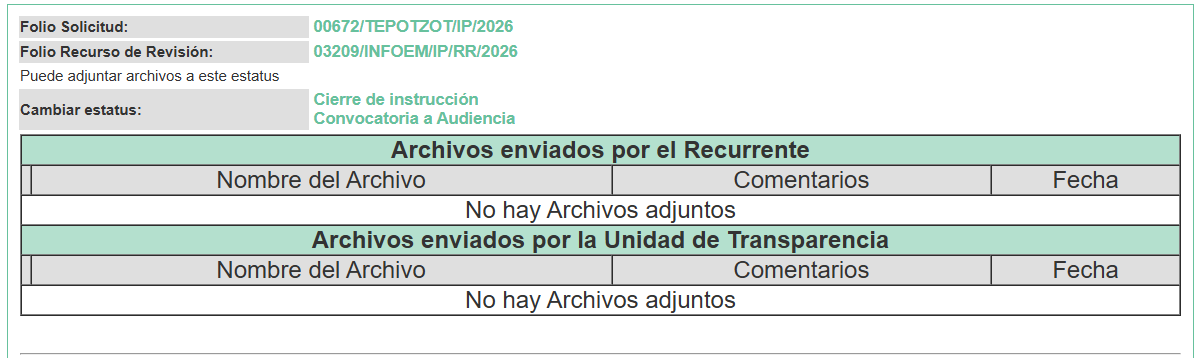 Folio Solicitud: 00672/TEPOTZOT/IP/2026
Folio Recurso de Revisión: 03209/INFOEM/IP/RR/2026
Puede adjuntar archivos a este estatus
Cambiar estatus: Cierre de instrucción
Convocatoria a Audiencia
Archivos enviados por el Recurrente
Nombre del Archivo Comentarios Fecha
No hay Archivos adjuntos
Archivos enviados por la Unidad de Transparencia
Nombre del Archivo Comentarios Fecha
No hay Archivos adjuntos